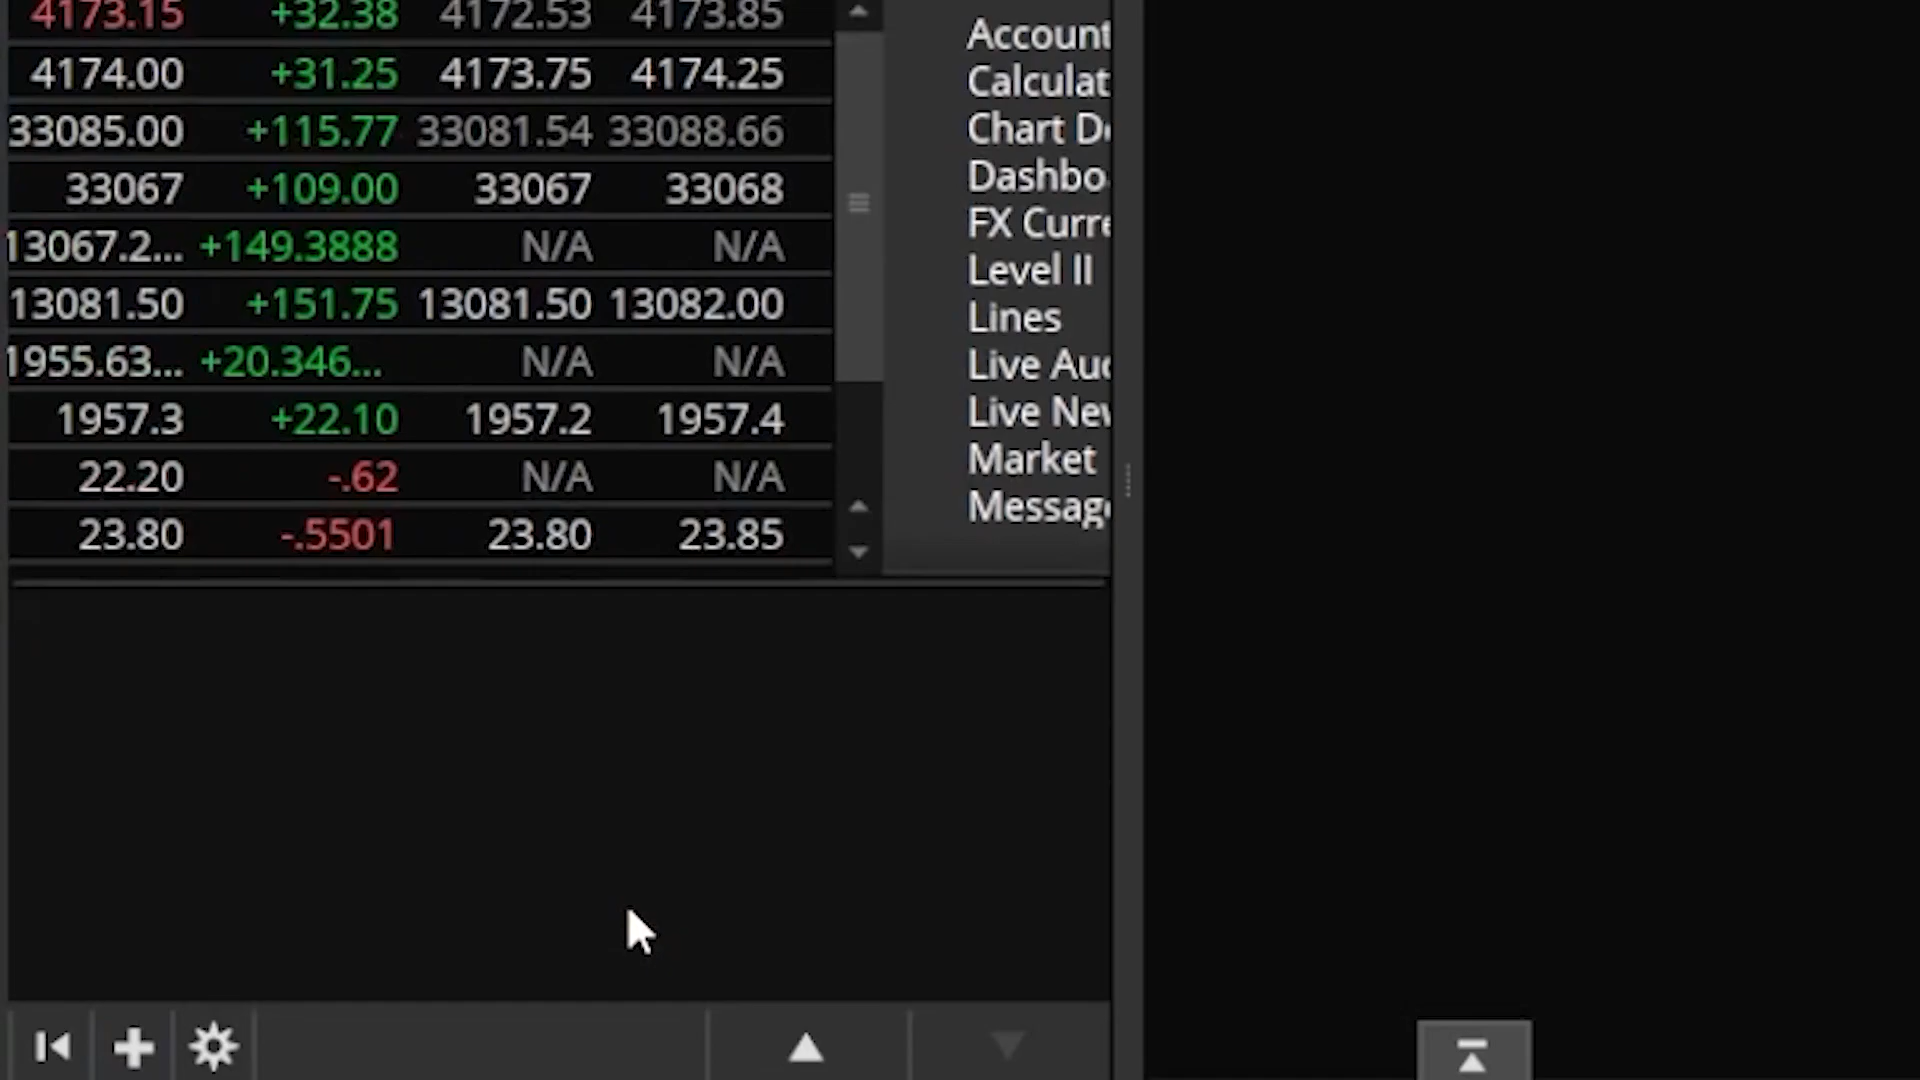 4173.15 +32.38 4172.53 4173.85
4174.00 +31.25 4173.75 4174.25
33085.00 +115.77 33081.54 33088.66
33067 +109.00 33067 33068
13067.2... +149.3888 N/A N/A
13081.50 +151.75 13081.50 13082.00
1955.63... +20.346... N/A N/A
1957.3 +22.10 1957.2 1957.4
22.20 -.62 N/A N/A
23.80 -.5501 23.80 23.85
Account
Calculat
Chart D
Dashbo
FX Curre
Level II
Lines
Live Au
Live Ne
Market
Messag